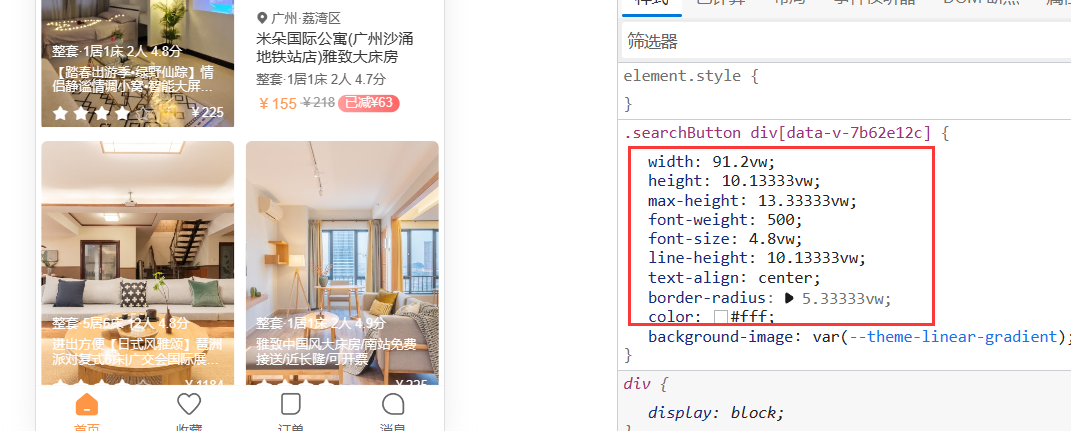 广州·荔湾区
米朵国际公寓(广州沙涌
地铁站店)雅致大床房
整套·1居1床 2人 4.7分
￥155 ￥218 已减¥63
整套·1居1床 2人 4.8分
【踏春出游季•绿野仙踪】情
侣静谧情调小窝•智能大屏…
￥225
整套·5居6床 12人 4.8分
进出方便【日式风雅颂】琶洲
派对复式6床|广交会国际展…
￥1184
整套·1居1床 2人 4.9分
雅致中国风大床房/南站免费
接送/近长隆/可开票
￥225
首页
收藏
订单
消息
样式
已计算
布局
事件侦听器
DOM 断点
筛选器
element.style {
}
.searchButton div[data-v-7b62e12c] {
width: 91.2vw;
height: 10.13333vw;
max-height: 13.33333vw;
font-weight: 500;
font-size: 4.8vw;
line-height: 10.13333vw;
text-align: center;
border-radius: 5.33333vw;
color: #fff;
background-image: var(--theme-linear-gradient);
}
div {
display: block;
}